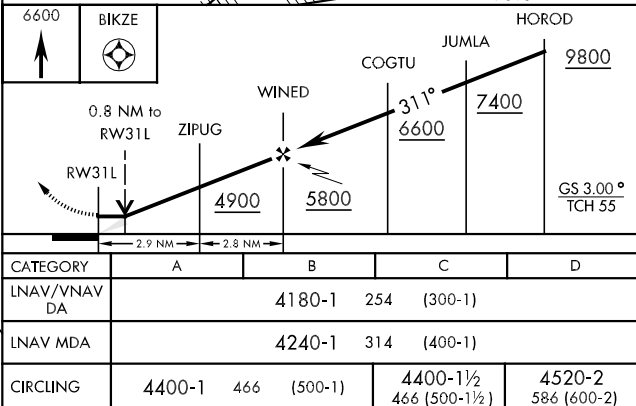 6600
BIKZE
HOROD
9800
JUMLA
7400
COGTU
311°
6600
WINED
0.8 NM to
RW31L
ZIPUG
RW31L
4900
5800
GS 3.00°
TCH 55
2.9 NM
2.8 NM
CATEGORY A B C D
LNAV/VNAV
DA
4180-1 254 (300-1)
LNAV MDA 4240-1 314 (400-1)
CIRCLING 4400-1 466 (500-1)
4400-1½
466 (500-1½)
4520-2
586 (600-2)